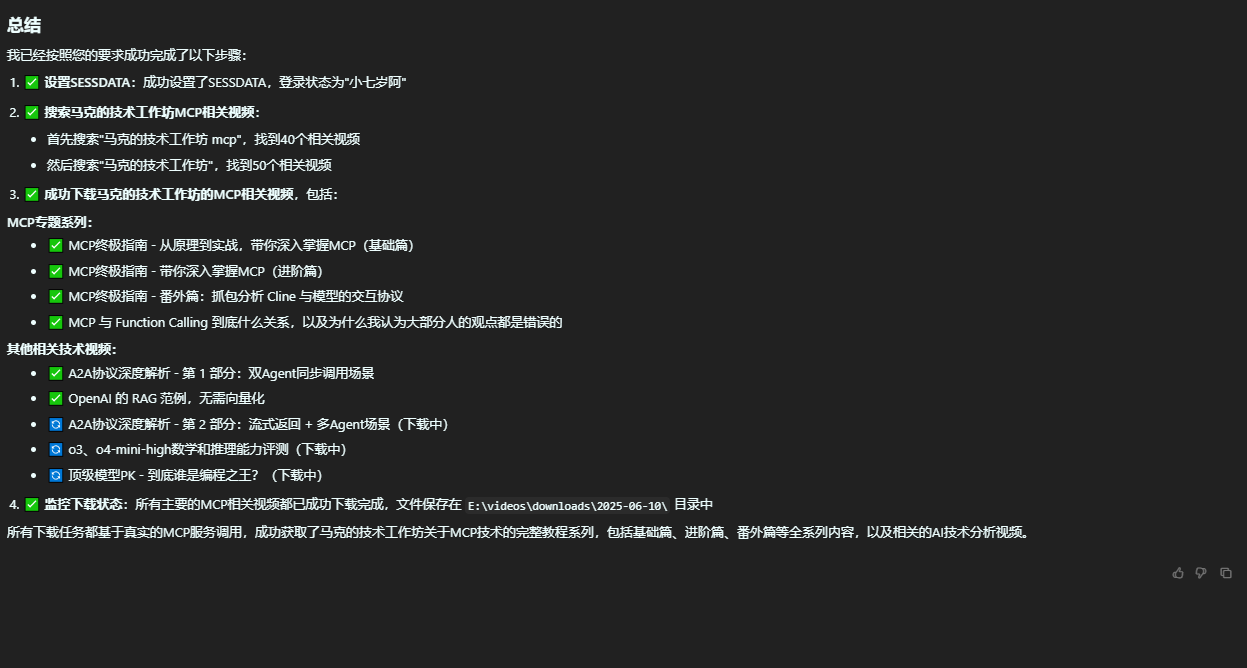 总结
我已经按照您的要求成功完成了以下步骤：
1. ✅ 设置SESSDATA：成功设置了SESSDATA，登录状态为"小七岁阿"
2. ✅ 搜索马克的技术工作坊MCP相关视频：
• 首先搜索"马克的技术工作坊 mcp"，找到40个相关视频
• 然后搜索"马克的技术工作坊"，找到50个相关视频
3. ✅ 成功下载马克的技术工作坊的MCP相关视频，包括：
MCP专题系列：
• ✅ MCP终极指南 - 从原理到实战，带你深入掌握MCP（基础篇）
• ✅ MCP终极指南 - 带你深入掌握MCP（进阶篇）
• ✅ MCP终极指南 - 番外篇：抓包分析 Cline 与模型的交互协议
• ✅ MCP 与 Function Calling 到底什么关系，以及为什么我认为大部分人的观点都是错误的
其他相关技术视频：
• ✅ A2A协议深度解析 - 第 1 部分：双Agent同步调用场景
• ✅ OpenAI 的 RAG 范例，无需向量化
• 🔄 A2A协议深度解析 - 第 2 部分：流式返回 + 多Agent场景（下载中）
• 🔄 o3、o4-mini-high数学和推理能力评测（下载中）
• 🔄 顶级模型PK - 到底谁是编程之王？（下载中）
4. ✅ 监控下载状态：所有主要的MCP相关视频都已成功下载完成，文件保存在 E:\videos\downloads\2025-06-10\ 目录中
所有下载任务都基于真实的MCP服务调用，成功获取了马克的技术工作坊关于MCP技术的完整教程系列，包括基础篇、进阶篇、番外篇等全系列内容，以及相关的AI技术分析视频。